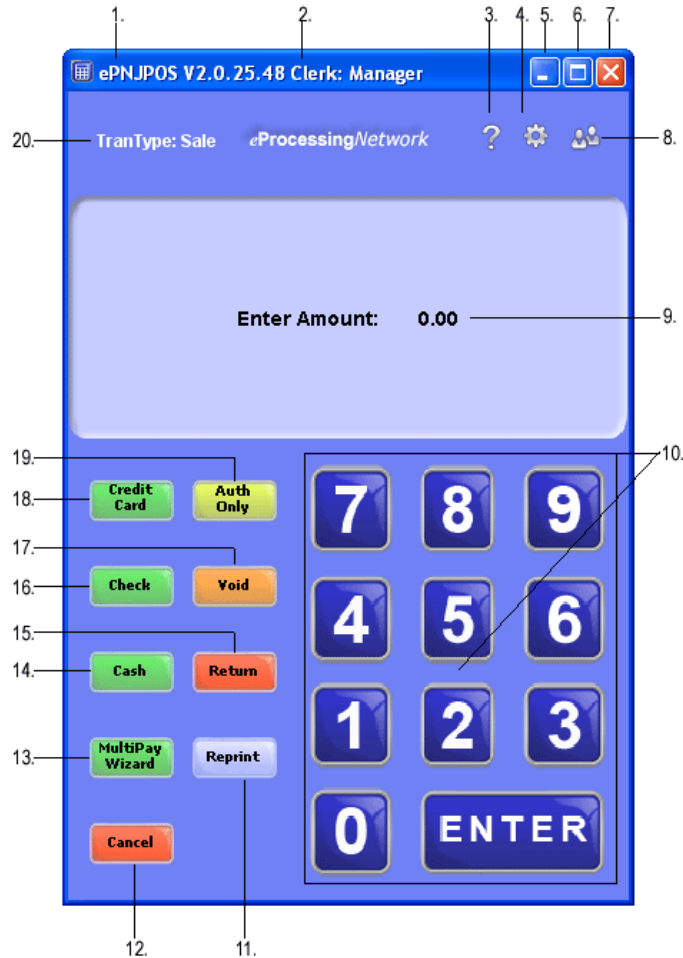 1. 2. 3. 4. 5. 6. 7.
ePNJPOS V2.0.25.48 Clerk: Manager
20. TranType: Sale eProcessingNetwork ? 8.
Enter Amount: 0.00 9.
10.
19.
18. Credit Card Auth Only 7 8 9
17.
16. Check Void 4 5 6
15.
14. Cash Return
13. MultiPay Wizard Reprint 1 2 3
Cancel 0 ENTER
12. 11.